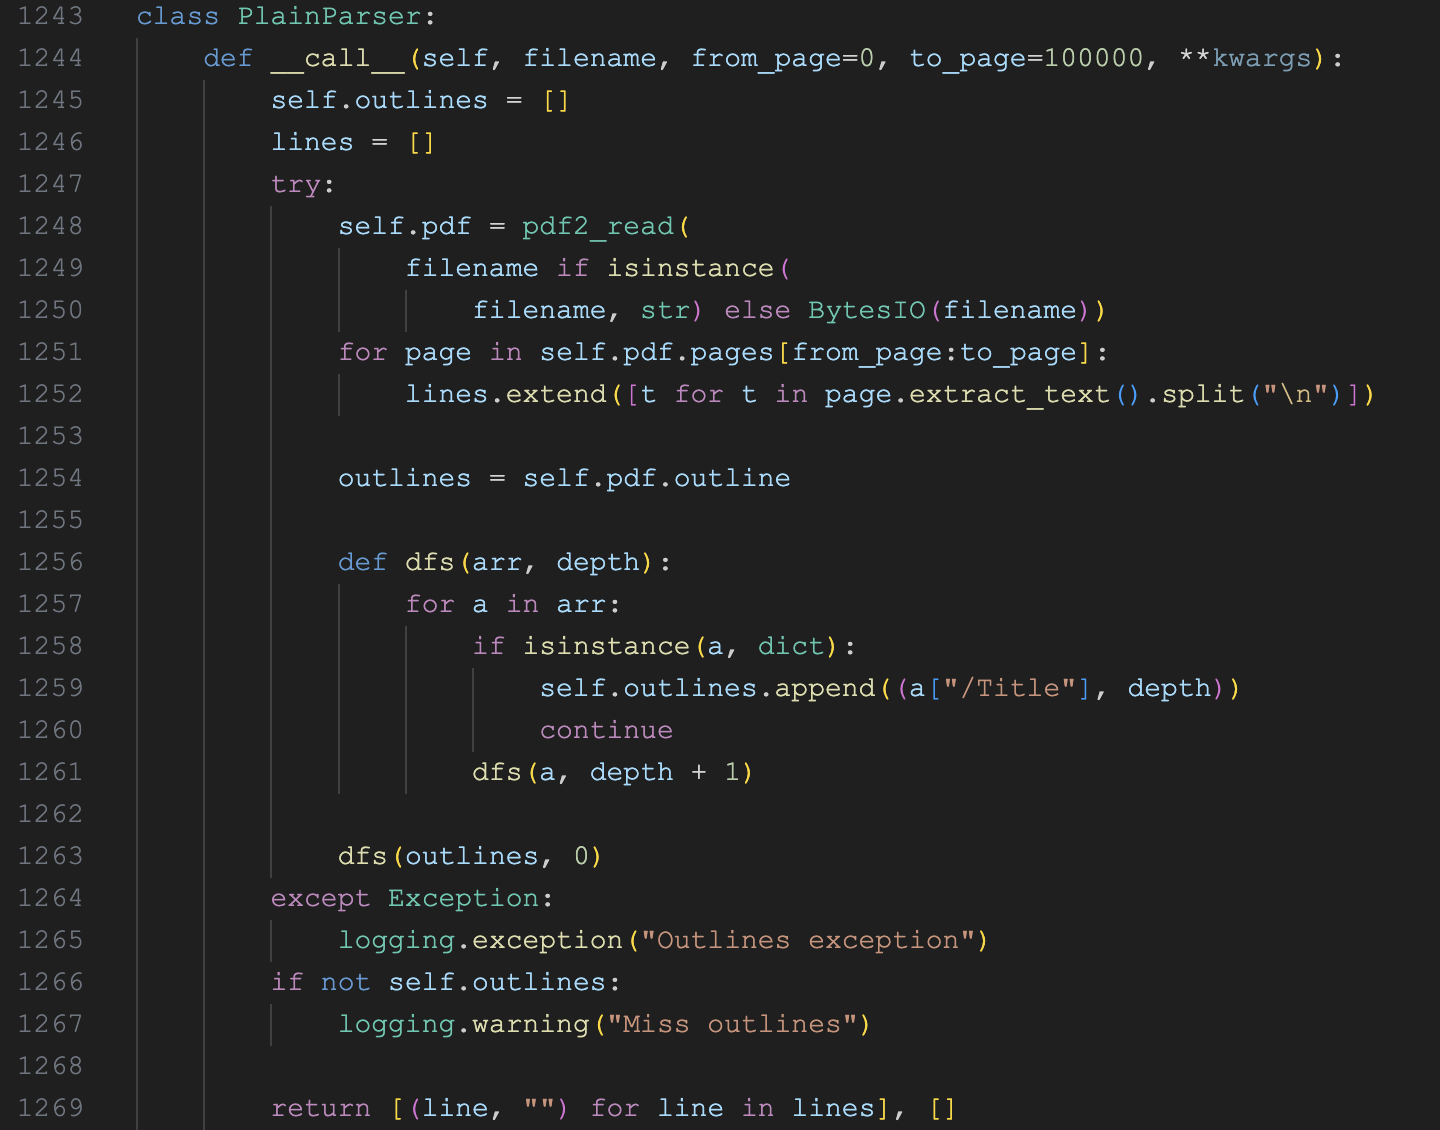 1243 class PlainParser:
1244     def __call__(self, filename, from_page=0, to_page=100000, **kwargs):
1245         self.outlines = []
1246         lines = []
1247         try:
1248             self.pdf = pdf2_read(
1249                 filename if isinstance(
1250                     filename, str) else BytesIO(filename))
1251             for page in self.pdf.pages[from_page:to_page]:
1252                 lines.extend([t for t in page.extract_text().split("\n")])
1253
1254             outlines = self.pdf.outline
1255
1256             def dfs(arr, depth):
1257                 for a in arr:
1258                     if isinstance(a, dict):
1259                         self.outlines.append((a["/Title"], depth))
1260                         continue
1261                     dfs(a, depth + 1)
1262
1263             dfs(outlines, 0)
1264         except Exception:
1265             logging.exception("Outlines exception")
1266         if not self.outlines:
1267             logging.warning("Miss outlines")
1268
1269         return [(line, "") for line in lines], []